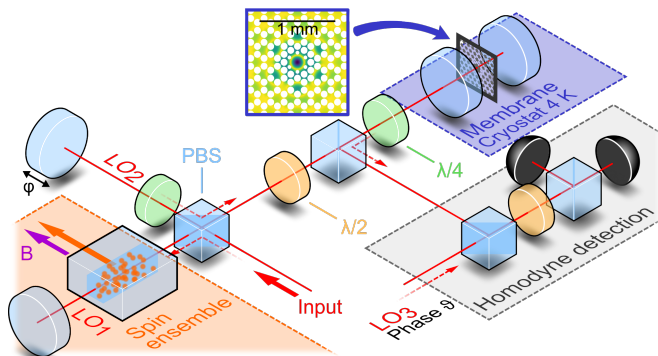 1 mm
Membrane
Cryostat 4 K
PBS
LO2
λ/4
φ
λ/2
B
Homodyne detection
Input
LO3
Phase ϑ
LO1
Spin
ensemble